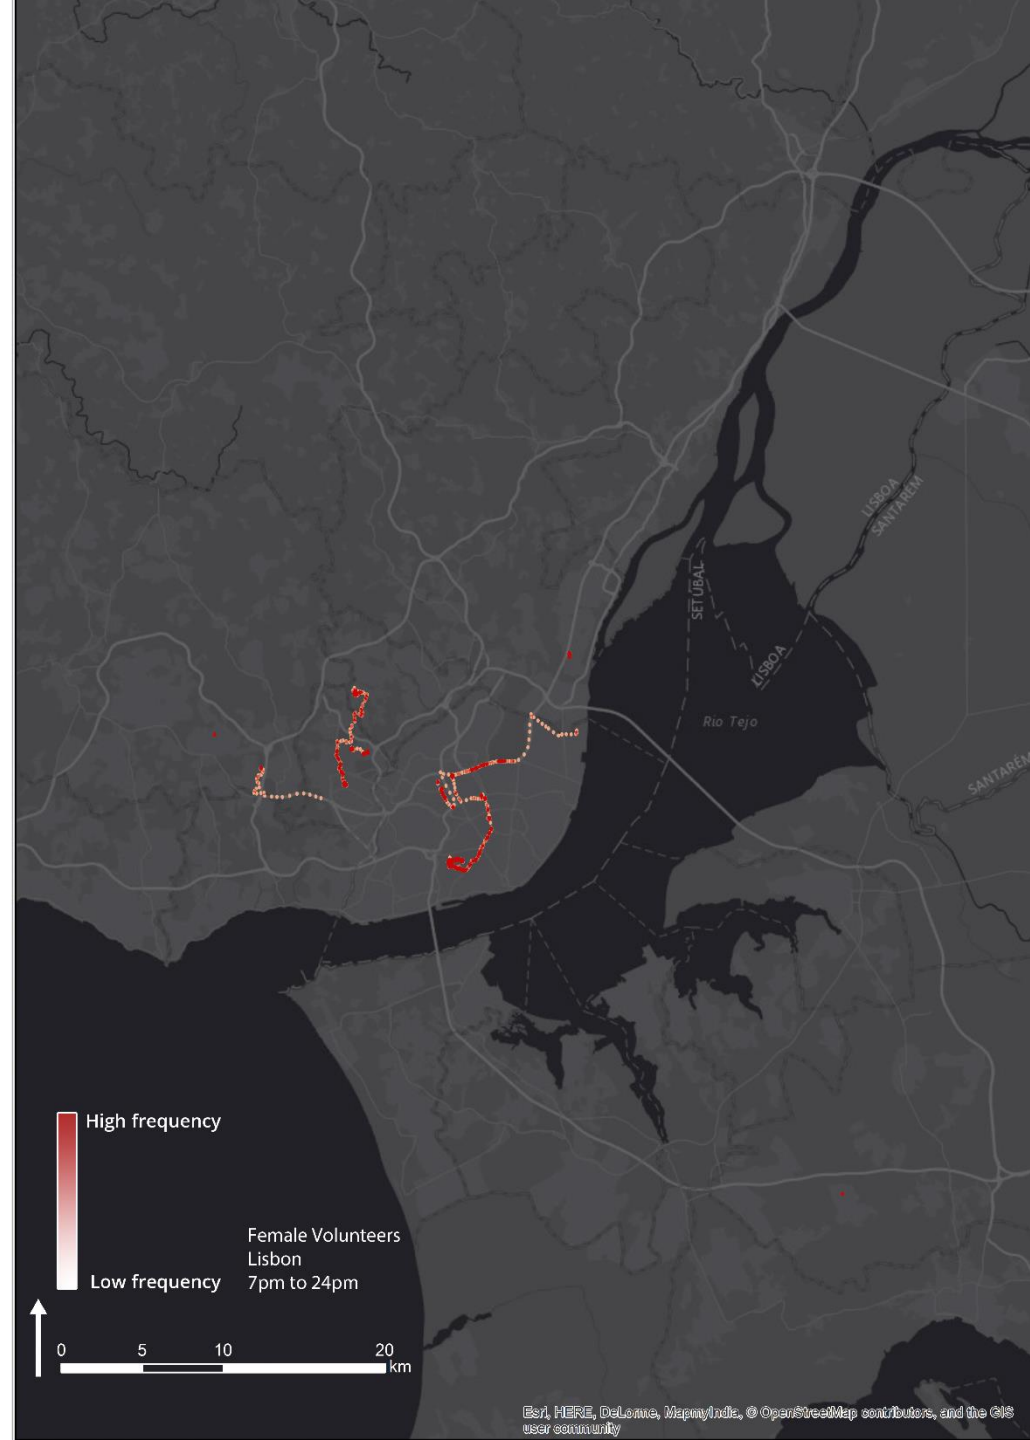 LISBOA
SANTARÉM
SETÚBAL
LISBOA
Rio Tejo
SANTARÉM
High frequency
Female Volunteers
Lisbon
Low frequency
7pm to 24pm
0 5 10 20
km
Esri, HERE, DeLorme, MapmyIndia, © OpenStreetMap contributors, and the GIS
user community